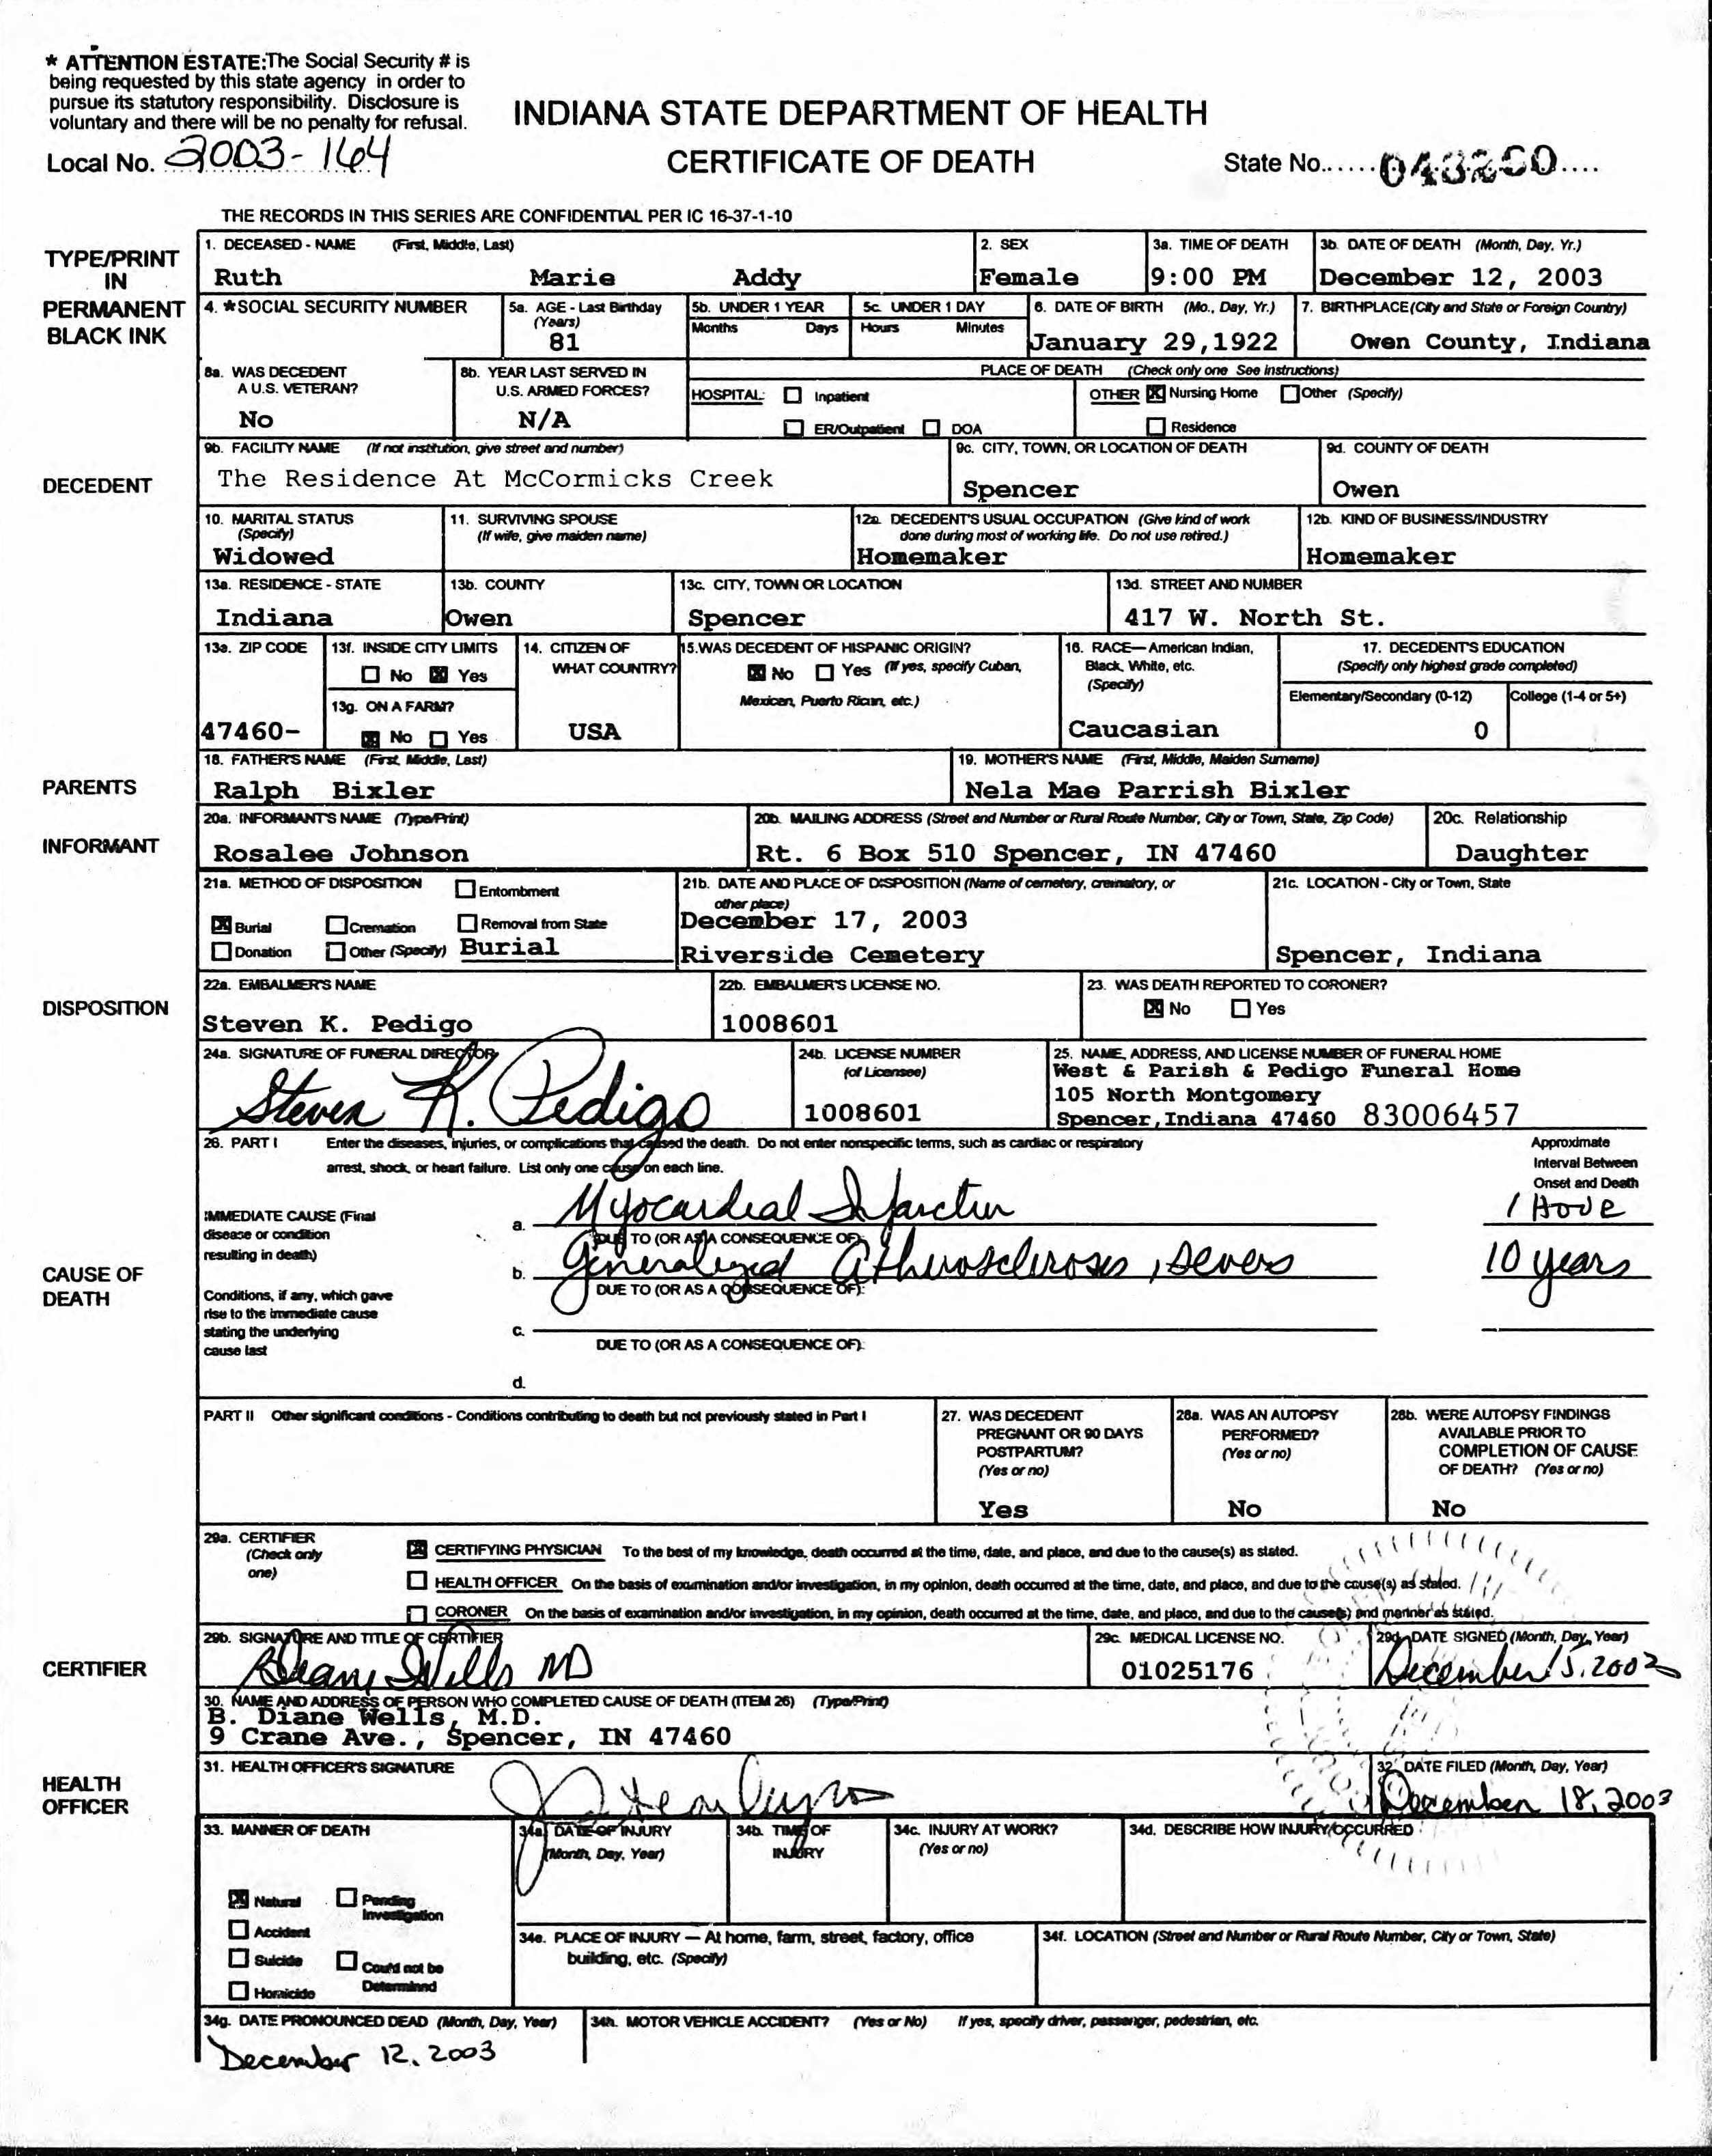 * ATTENTION ESTATE:The Social Security # is
being requested by this state agency in order to
pursue its statutory responsibility. Disclosure is
voluntary and there will be no penalty for refusal.
INDIANA STATE DEPARTMENT OF HEALTH
Local No. 2003-164
CERTIFICATE OF DEATH
State No.
THE RECORDS IN THIS SERIES ARE CONFIDENTIAL PER IC 16-37-1-10
TYPE/PRINT
IN
PERMANENT
BLACK INK
1. DECEASED - NAME (First, Middle, Last)
Ruth Marie Addy
2. SEX
Female
3a. TIME OF DEATH
9:00 PM
3b. DATE OF DEATH (Month, Day, Yr.)
December 12, 2003
4. *SOCIAL SECURITY NUMBER
5a. AGE - Last Birthday
(Years)
81
5b. UNDER 1 YEAR
Months Days
5c. UNDER 1 DAY
Hours Minutes
6. DATE OF BIRTH (Mo., Day, Yr.)
January 29,1922
7. BIRTHPLACE (City and State or Foreign Country)
Owen County, Indiana
8a. WAS DECEDENT
A U.S. VETERAN?
No
8b. YEAR LAST SERVED IN
U.S. ARMED FORCES?
N/A
PLACE OF DEATH (Check only one See instructions)
HOSPITAL: Inpatient
ER/Outpatient DOA
OTHER Nursing Home Other (Specify)
Residence
DECEDENT
9b. FACILITY NAME (If not institution, give street and number)
The Residence At McCormicks Creek
9c. CITY, TOWN, OR LOCATION OF DEATH
Spencer
9d. COUNTY OF DEATH
Owen
10. MARITAL STATUS
(Specify)
Widowed
11. SURVIVING SPOUSE
(If wife, give maiden name)
12a. DECEDENT'S USUAL OCCUPATION (Give kind of work
done during most of working life. Do not use retired.)
Homemaker
12b. KIND OF BUSINESS/INDUSTRY
Homemaker
13a. RESIDENCE - STATE
Indiana
13b. COUNTY
Owen
13c. CITY, TOWN OR LOCATION
Spencer
13d. STREET AND NUMBER
417 W. North St.
13e. ZIP CODE
47460-
13f. INSIDE CITY LIMITS
No Yes
13g. ON A FARM?
No Yes
14. CITIZEN OF
WHAT COUNTRY?
USA
15.WAS DECEDENT OF HISPANIC ORIGIN?
No Yes (If yes, specify Cuban,
Mexican, Puerto Rican, etc.)
16. RACE— American Indian,
Black, White, etc.
(Specify)
Caucasian
17. DECEDENT'S EDUCATION
(Specify only highest grade completed)
Elementary/Secondary (0-12) College (1-4 or 5+)
0
PARENTS
18. FATHER'S NAME (First, Middle, Last)
Ralph Bixler
19. MOTHER'S NAME (First, Middle, Maiden Surname)
Nela Mae Parrish Bixler
INFORMANT
20a. INFORMANT'S NAME (Type/Print)
Rosalee Johnson
20b. MAILING ADDRESS (Street and Number or Rural Route Number, City or Town, State, Zip Code)
Rt. 6 Box 510 Spencer, IN 47460
20c. Relationship
Daughter
DISPOSITION
21a. METHOD OF DISPOSITION
Entombment
Burial Cremation Removal from State
Donation Other (Specify) Burial
21b. DATE AND PLACE OF DISPOSITION (Name of cemetery, crematory, or
other place)
December 17, 2003
Riverside Cemetery
21c. LOCATION - City or Town, State
Spencer, Indiana
22a. EMBALMER'S NAME
Steven K. Pedigo
22b. EMBALMER'S LICENSE NO.
1008601
23. WAS DEATH REPORTED TO CORONER?
No Yes
24a. SIGNATURE OF FUNERAL DIRECTOR
Steven K. Pedigo
24b. LICENSE NUMBER
(of Licensee)
1008601
25. NAME, ADDRESS, AND LICENSE NUMBER OF FUNERAL HOME
West & Parish & Pedigo Funeral Home
105 North Montgomery
Spencer,Indiana 47460 83006457
CAUSE OF
DEATH
26. PART I Enter the diseases, injuries, or complications that caused the death. Do not enter nonspecific terms, such as cardiac or respiratory
arrest, shock, or heart failure. List only one cause on each line.
Approximate
Interval Between
Onset and Death
IMMEDIATE CAUSE (Final
disease or condition
resulting in death)
a. Myocardial Infarction 1 Hour
DUE TO (OR AS A CONSEQUENCE OF):
b. Generalized Atherosclerosis, severe 10 years
DUE TO (OR AS A CONSEQUENCE OF):
Conditions, if any, which gave
rise to the immediate cause
stating the underlying
cause last
c.
DUE TO (OR AS A CONSEQUENCE OF):
d.
PART II Other significant conditions - Conditions contributing to death but not previously stated in Part I
27. WAS DECEDENT
PREGNANT OR 90 DAYS
POSTPARTUM?
(Yes or no)
Yes
28a. WAS AN AUTOPSY
PERFORMED?
(Yes or no)
No
28b. WERE AUTOPSY FINDINGS
AVAILABLE PRIOR TO
COMPLETION OF CAUSE
OF DEATH? (Yes or no)
No
CERTIFIER
29a. CERTIFIER
(Check only
one)
CERTIFYING PHYSICIAN To the best of my knowledge, death occurred at the time, date, and place, and due to the cause(s) as stated.
HEALTH OFFICER On the basis of examination and/or investigation, in my opinion, death occurred at the time, date, and place, and due to the cause(s) as stated.
CORONER On the basis of examination and/or investigation, in my opinion, death occurred at the time, date, and place, and due to the cause(s) and manner as stated.
29b. SIGNATURE AND TITLE OF CERTIFIER
B Diane Wells MD
29c. MEDICAL LICENSE NO.
01025176
29d. DATE SIGNED (Month, Day, Year)
December 15, 2003
30. NAME AND ADDRESS OF PERSON WHO COMPLETED CAUSE OF DEATH (ITEM 26) (Type/Print)
B. Diane Wells, M.D.
9 Crane Ave., Spencer, IN 47460
HEALTH
OFFICER
31. HEALTH OFFICER'S SIGNATURE
32. DATE FILED (Month, Day, Year)
December 18, 2003
33. MANNER OF DEATH
Natural Pending
Investigation
Accident
Suicide Could not be
Determined
Homicide
34a. DATE OF INJURY
(Month, Day, Year)
34b. TIME OF
INJURY
34c. INJURY AT WORK?
(Yes or no)
34d. DESCRIBE HOW INJURY OCCURRED
34e. PLACE OF INJURY — At home, farm, street, factory, office
building, etc. (Specify)
34f. LOCATION (Street and Number or Rural Route Number, City or Town, State)
34g. DATE PRONOUNCED DEAD (Month, Day, Year)
December 12, 2003
34h. MOTOR VEHICLE ACCIDENT? (Yes or No) If yes, specify driver, passenger, pedestrian, etc.